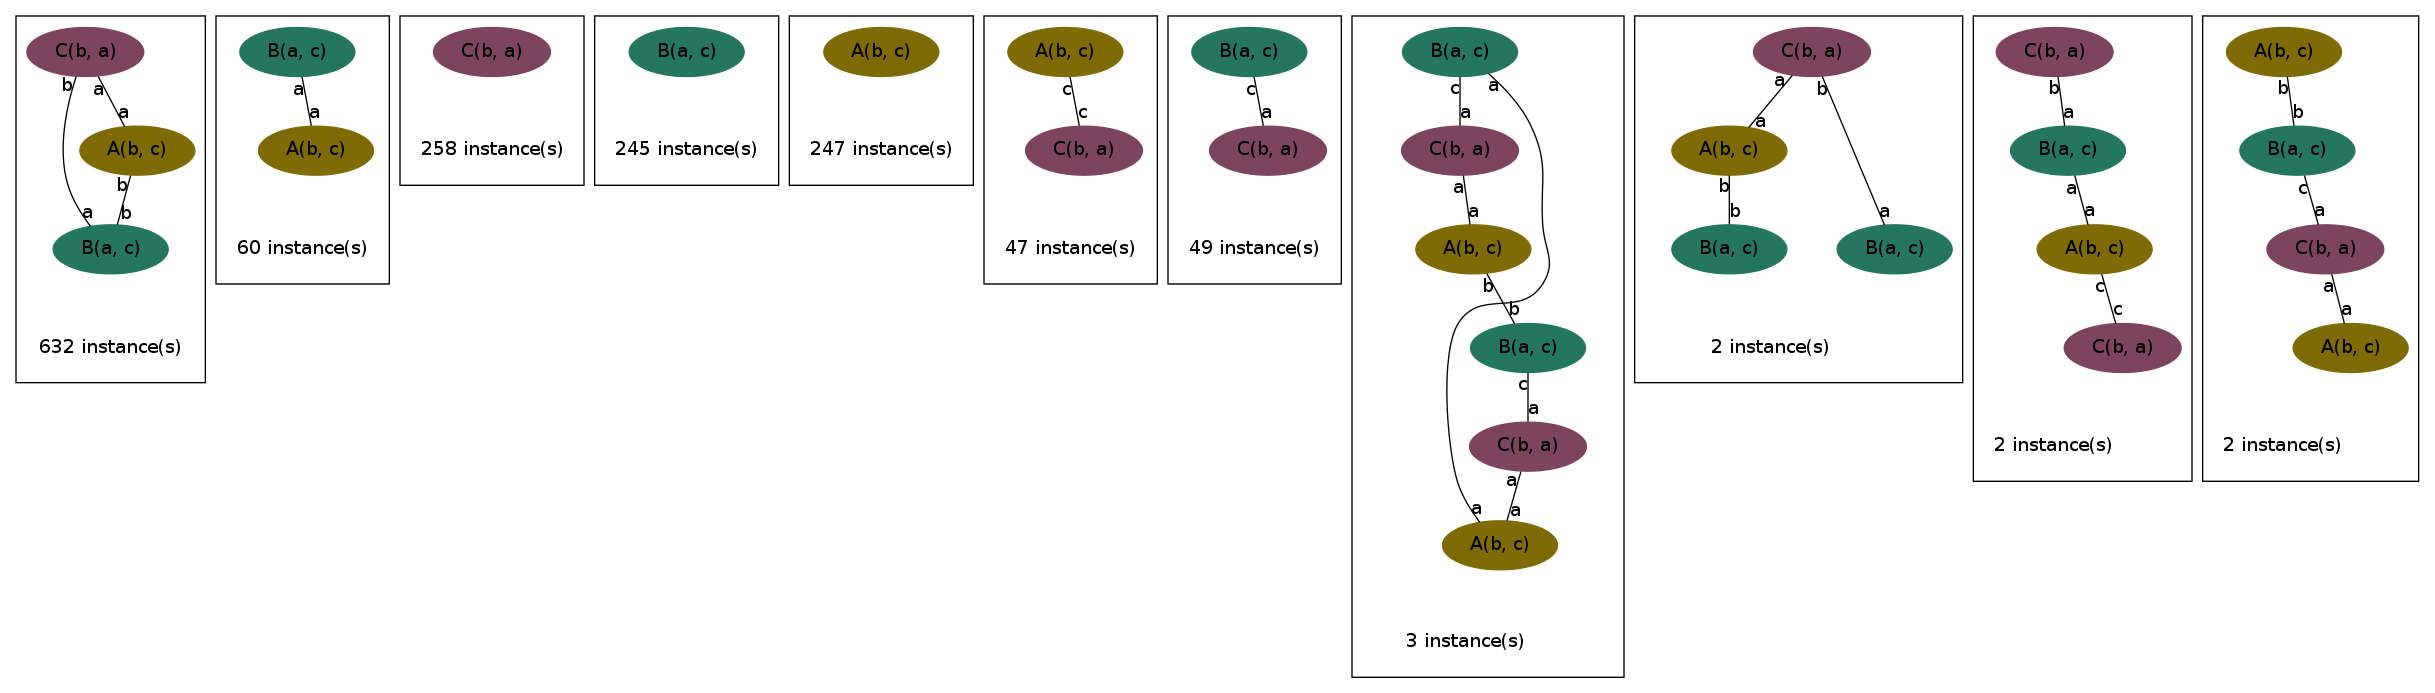 C(b, a)
b
a
a
A(b, c)
b
a
b
B(a, c)
632 instance(s)
B(a, c)
a
a
A(b, c)
60 instance(s)
C(b, a)
258 instance(s)
B(a, c)
245 instance(s)
A(b, c)
247 instance(s)
A(b, c)
c
c
C(b, a)
47 instance(s)
B(a, c)
c
a
C(b, a)
49 instance(s)
B(a, c)
c
a
a
C(b, a)
a
a
A(b, c)
b
b
B(a, c)
c
a
C(b, a)
a
a
a
A(b, c)
3 instance(s)
C(b, a)
a
b
a
A(b, c)
b
b
a
B(a, c)
B(a, c)
2 instance(s)
C(b, a)
b
a
B(a, c)
a
a
A(b, c)
c
c
C(b, a)
2 instance(s)
A(b, c)
b
b
B(a, c)
c
a
C(b, a)
a
a
A(b, c)
2 instance(s)